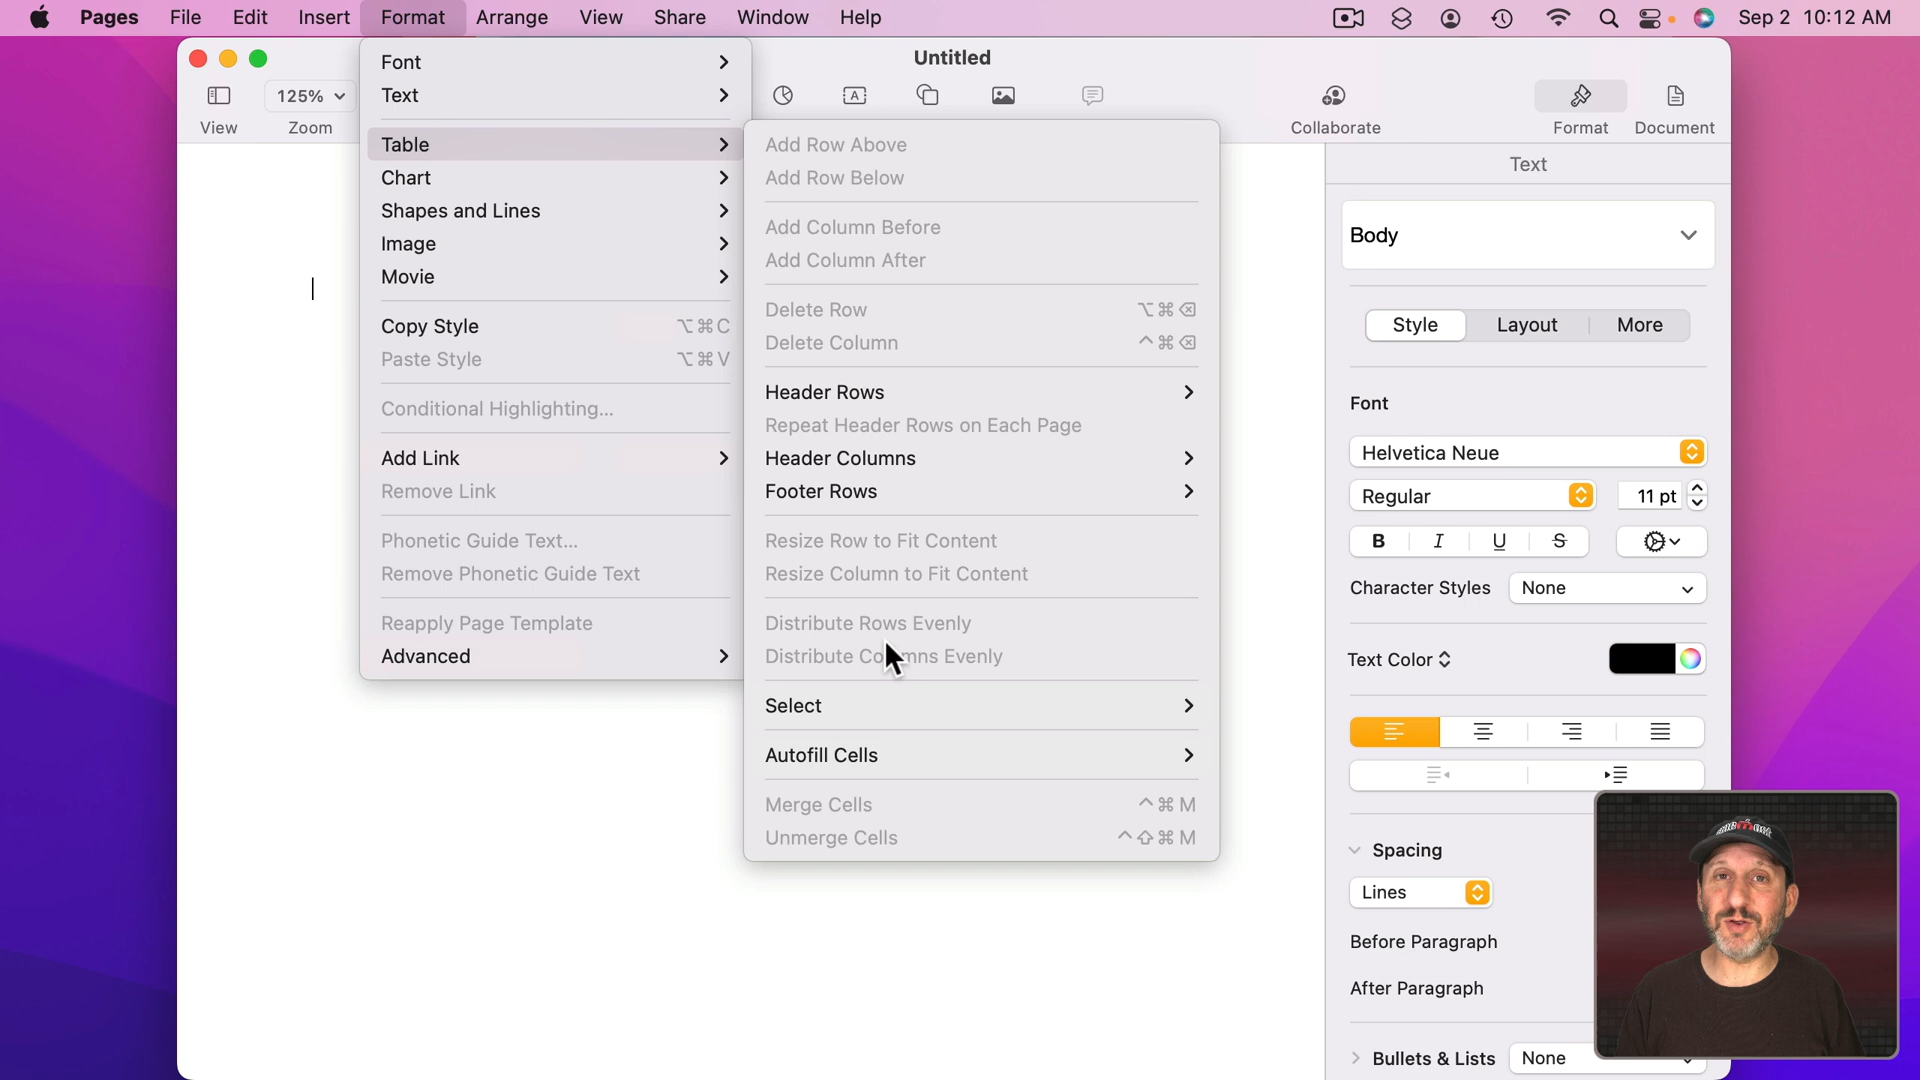 Pages File Edit Insert Format Arrange View Share Window Help Sep 2 10:12 AM
Untitled
125%
View Zoom
Collaborate Format Document
Font
Text
Table
Chart
Shapes and Lines
Image
Movie
Copy Style ⌥⌘C
Paste Style ⌥⌘V
Conditional Highlighting...
Add Link
Remove Link
Phonetic Guide Text...
Remove Phonetic Guide Text
Reapply Page Template
Advanced
Add Row Above
Add Row Below
Add Column Before
Add Column After
Delete Row ⌥⌘⌫
Delete Column ^⌘⌫
Header Rows
Repeat Header Rows on Each Page
Header Columns
Footer Rows
Resize Row to Fit Content
Resize Column to Fit Content
Distribute Rows Evenly
Distribute Columns Evenly
Select
Autofill Cells
Merge Cells ^⌘M
Unmerge Cells ^⇧⌘M
Text
Body
Style Layout More
Font
Helvetica Neue
Regular 11 pt
B I U S
Character Styles None
Text Color
Spacing
Lines
Before Paragraph
After Paragraph
Bullets & Lists None